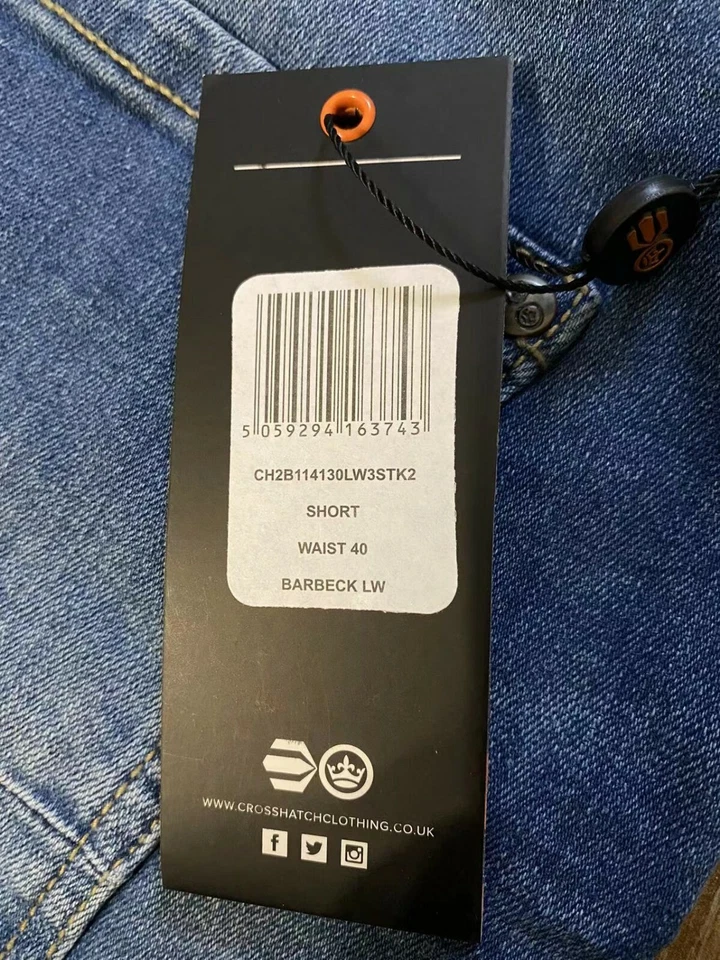 5 059294 163743
CH2B114130LW3STK2
SHORT
WAIST 40
BARBECK LW
WWW.CROSSHATCHCLOTHING.CO.UK